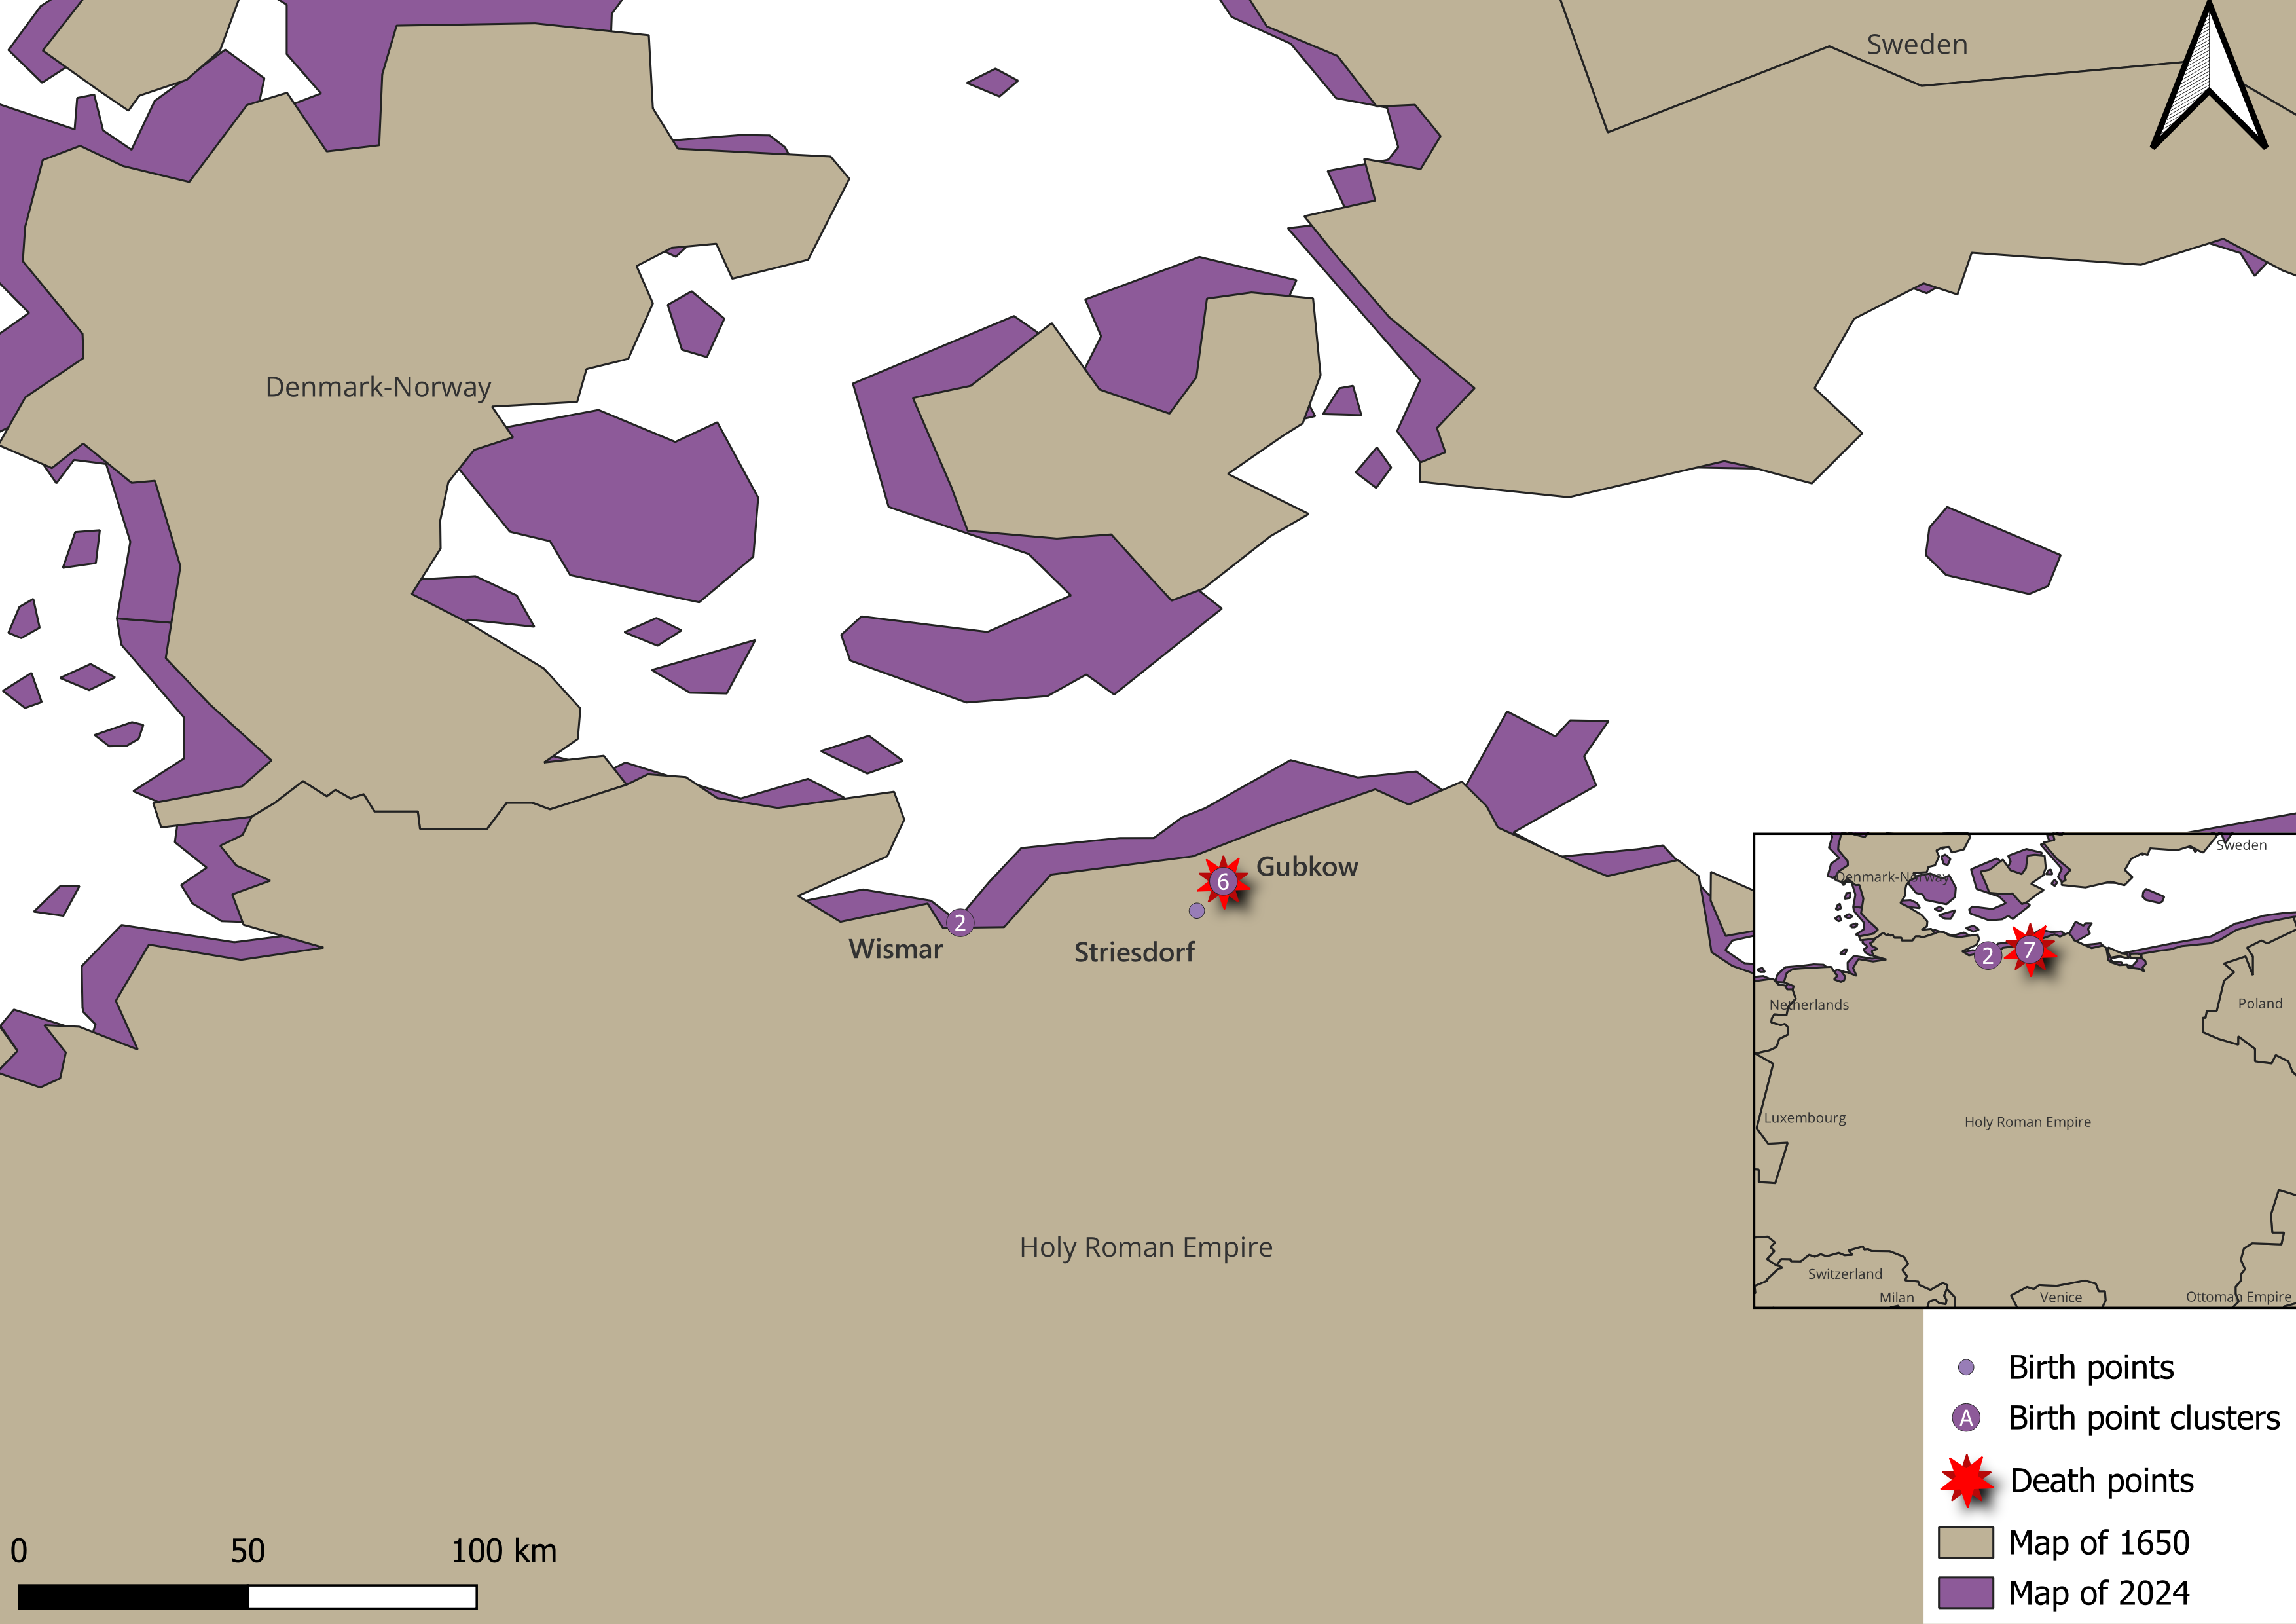 Sweden
Denmark-Norway
6
Gubkow
2
Wismar
Striesdorf
Holy Roman Empire
Sweden
Denmark-Norway
2
7
Netherlands
Poland
Luxembourg
Holy Roman Empire
Switzerland
Milan
Venice
Ottoman Empire
Birth points
A
Birth point clusters
Death points
Map of 1650
Map of 2024
0 50 100 km